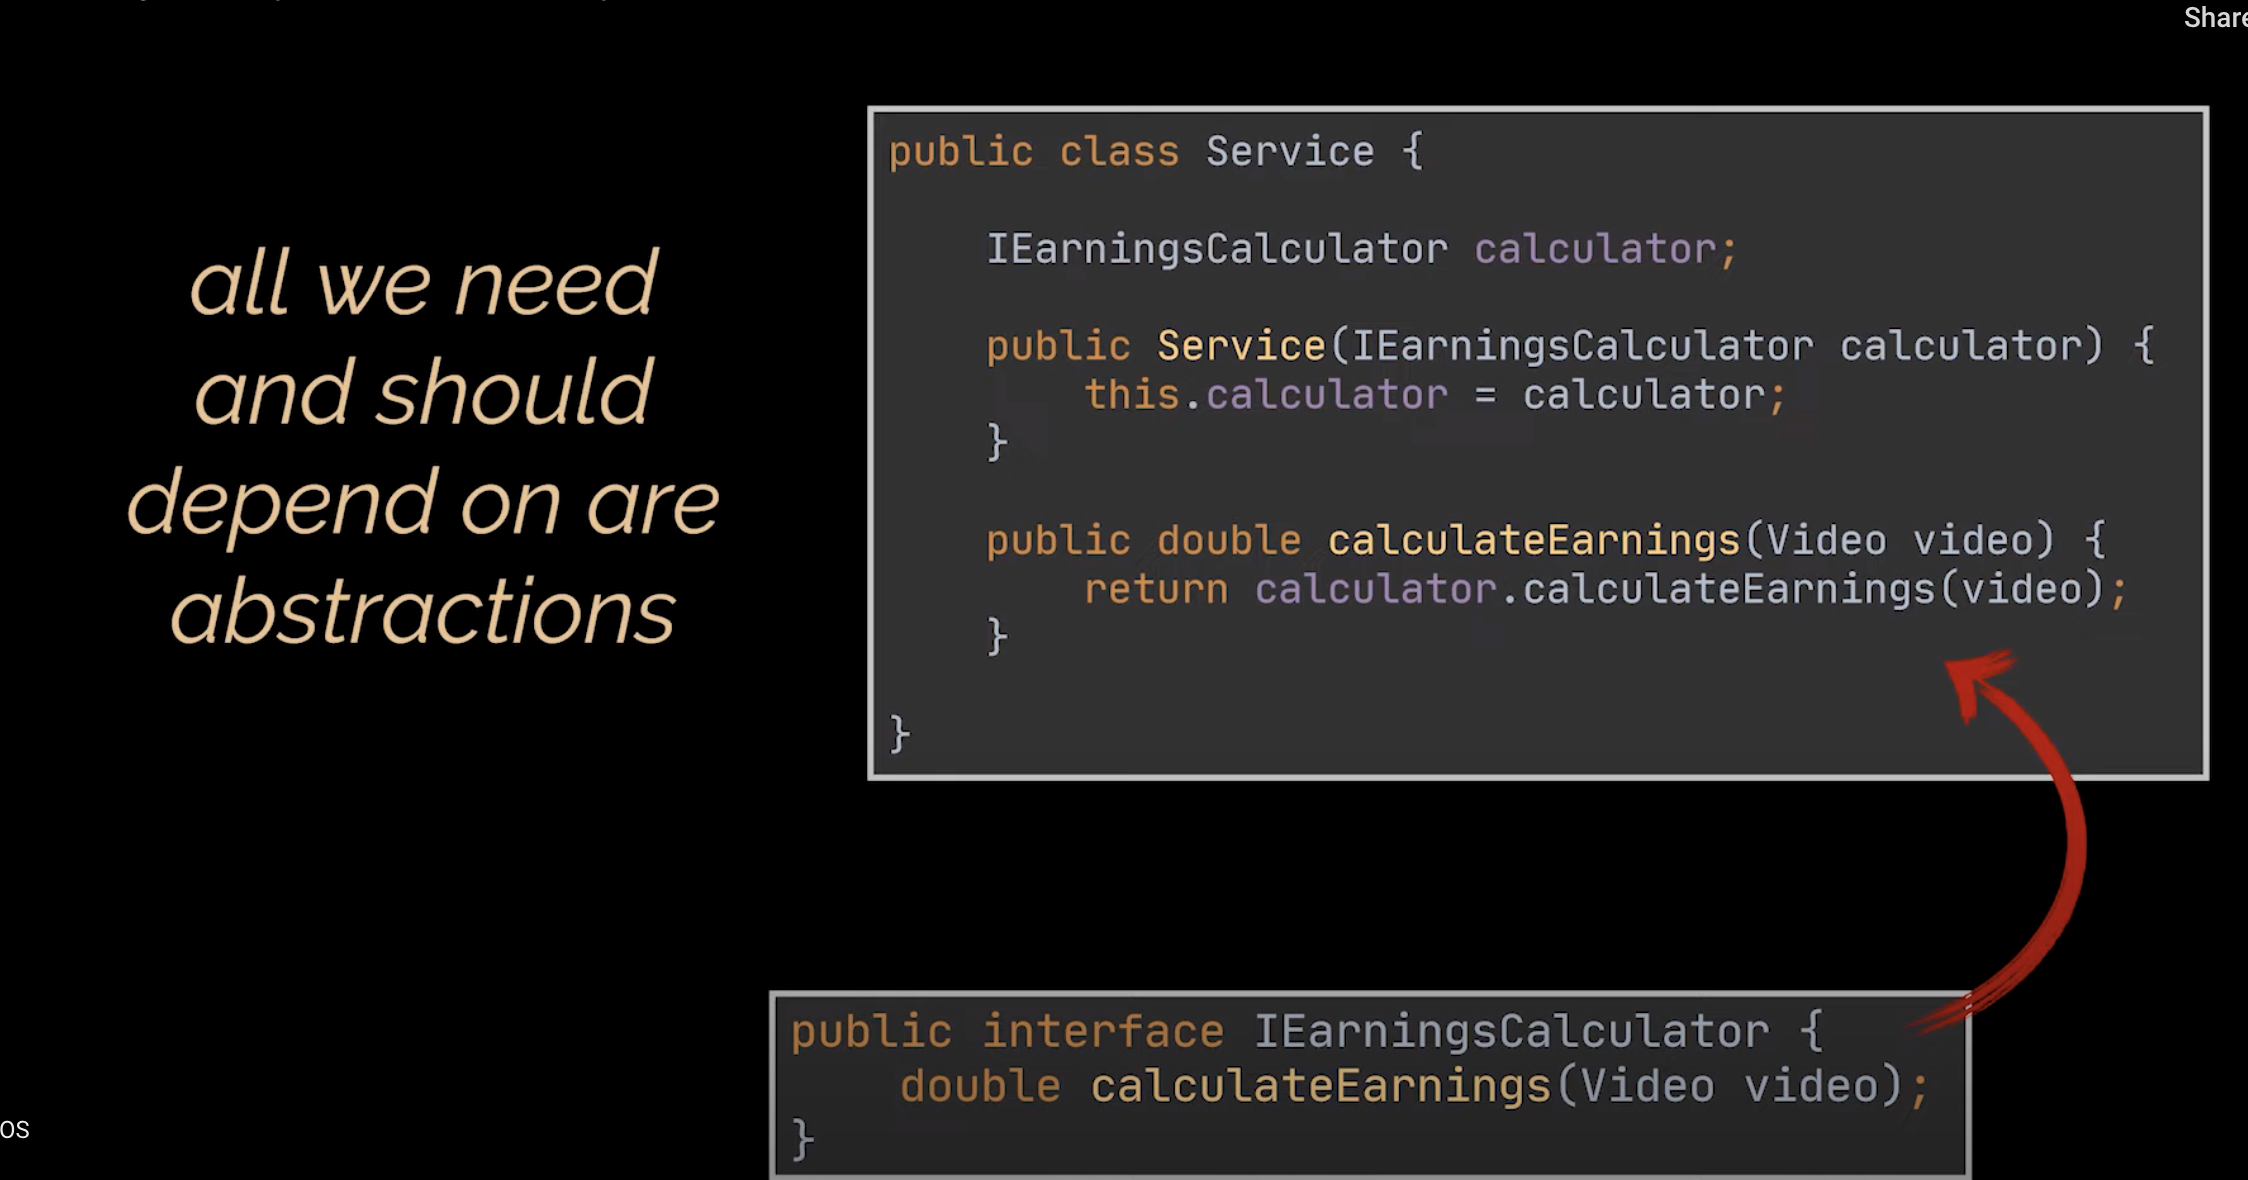 Share
all we need
and should
depend on are
abstractions
public class Service {
IEarningsCalculator calculator;
public Service(IEarningsCalculator calculator) {
this.calculator = calculator;
}
public double calculateEarnings(Video video) {
return calculator.calculateEarnings(video);
}
}
public interface IEarningsCalculator {
double calculateEarnings(Video video);
}
os